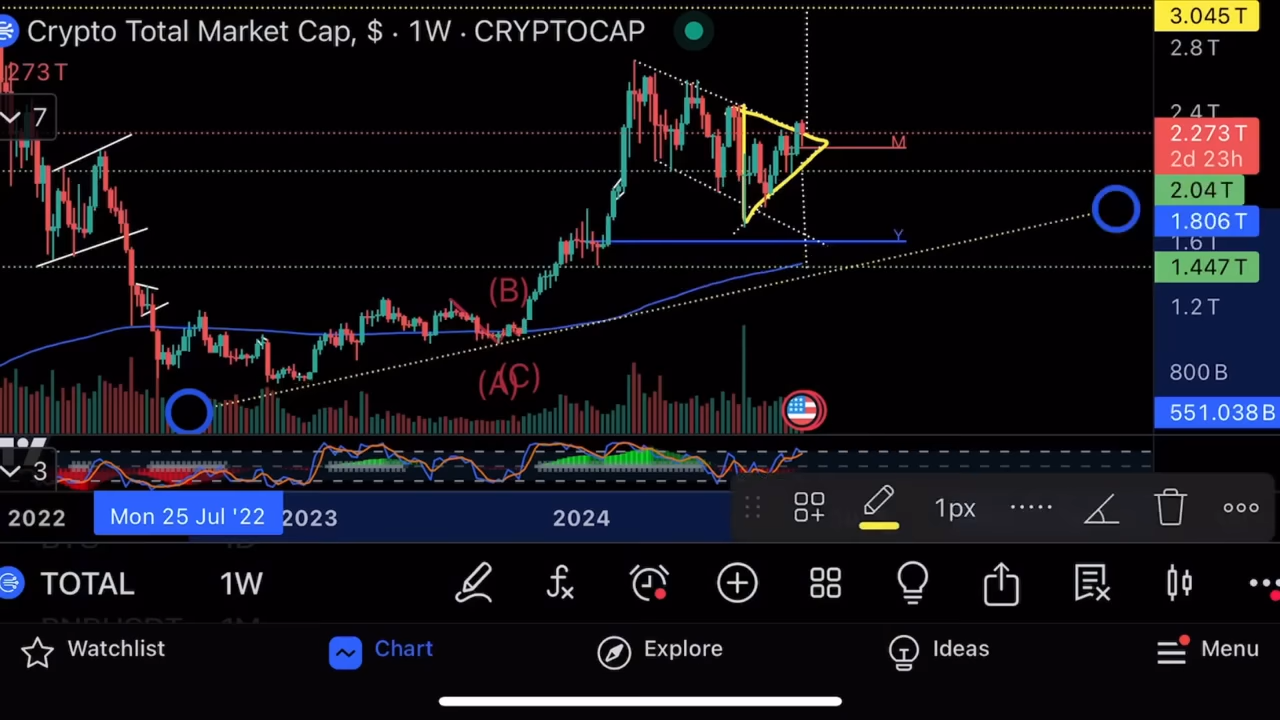 3.045 T
Crypto Total Market Cap, $ · 1W · CRYPTOCAP
2.8 T
273 T
7
2.4 T
2.273 T
M
2d 23h
2.04 T
1.806 T
Y
1.6 T
1.447 T
(B)
1.2 T
(A)
(C)
800 B
551.038 B
3
2022
Mon 25 Jul '22
2023
2024
1px
TOTAL
1W
Watchlist
Chart
Explore
Ideas
Menu